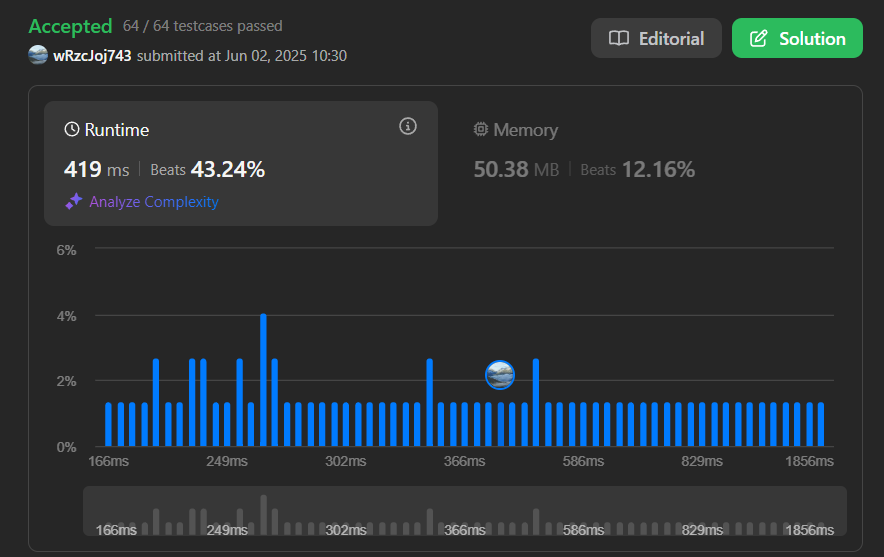 Accepted 64 / 64 testcases passed
wRzcJoj743 submitted at Jun 02, 2025 10:30
Editorial
Solution
Runtime
419 ms | Beats 43.24%
Analyze Complexity
Memory
50.38 MB | Beats 12.16%
6%
4%
2%
0%
166ms 249ms 302ms 366ms 586ms 829ms 1856ms
166ms 249ms 302ms 366ms 586ms 829ms 1856ms